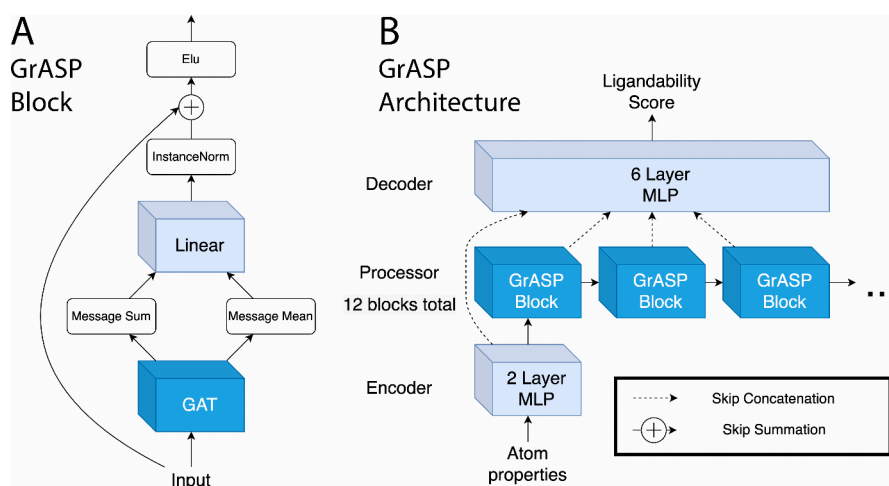 A
GrASP
Block
Elu
InstanceNorm
Linear
Message Sum
Message Mean
GAT
Input
B
GrASP
Architecture
Ligandability
Score
Decoder
6 Layer
MLP
Processor
12 blocks total
GrASP
Block
GrASP
Block
GrASP
Block
..
Encoder
2 Layer
MLP
Atom
properties
Skip Concatenation
Skip Summation